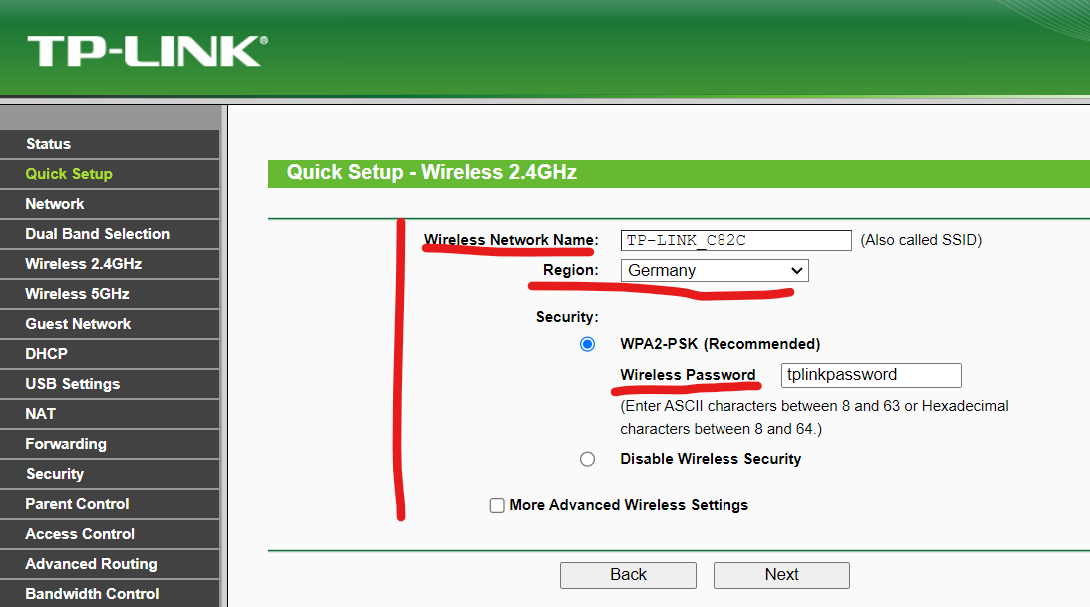 TP-LINK®
Status
Quick Setup
Network
Dual Band Selection
Wireless 2.4GHz
Wireless 5GHz
Guest Network
DHCP
USB Settings
NAT
Forwarding
Security
Parent Control
Access Control
Advanced Routing
Bandwidth Control
Quick Setup - Wireless 2.4GHz
Wireless Network Name: TP-LINK_C82C (Also called SSID)
Region: Germany
Security:
WPA2-PSK (Recommended)
Wireless Password tplinkpassword
(Enter ASCII characters between 8 and 63 or Hexadecimal
characters between 8 and 64.)
Disable Wireless Security
More Advanced Wireless Settings
Back Next